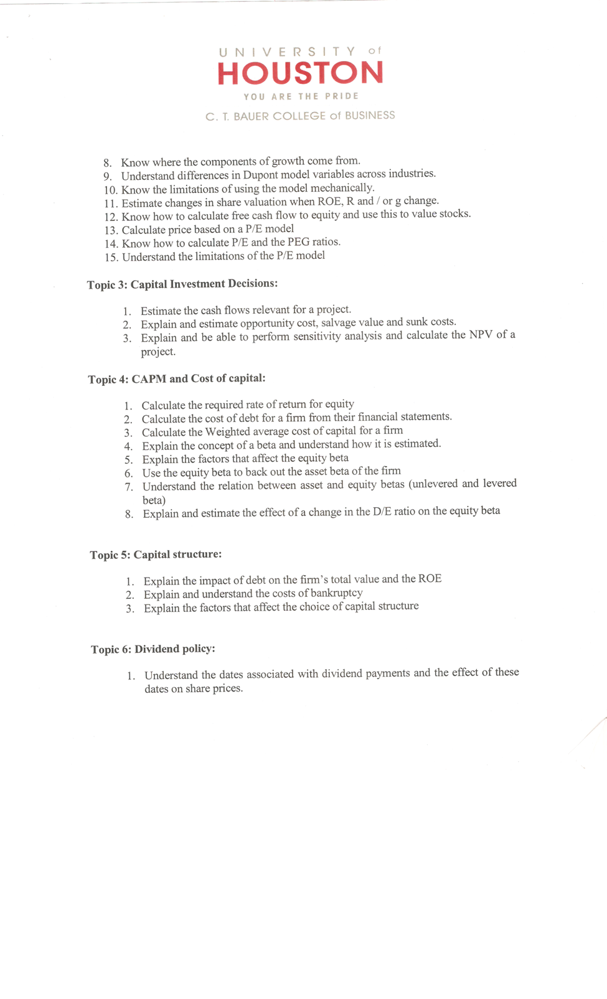 UNIVERSITY of
HOUSTON
YOU ARE THE PRIDE
C. T. BAUER COLLEGE of BUSINESS
8. Know where the components of growth come from.
9. Understand differences in Dupont model variables across industries.
10. Know the limitations of using the model mechanically.
11. Estimate changes in share valuation when ROE, R and / or g change.
12. Know how to calculate free cash flow to equity and use this to value stocks.
13. Calculate price based on a P/E model
14. Know how to calculate P/E and the PEG ratios.
15. Understand the limitations of the P/E model
Topic 3: Capital Investment Decisions:
1. Estimate the cash flows relevant for a project.
2. Explain and estimate opportunity cost, salvage value and sunk costs.
3. Explain and be able to perform sensitivity analysis and calculate the NPV of a
project.
Topic 4: CAPM and Cost of capital:
1. Calculate the required rate of return for equity
2. Calculate the cost of debt for a firm from their financial statements.
3. Calculate the Weighted average cost of capital for a firm
4. Explain the concept of a beta and understand how it is estimated.
5. Explain the factors that affect the equity beta
6. Use the equity beta to back out the asset beta of the firm
7. Understand the relation between asset and equity betas (unlevered and levered
beta)
8. Explain and estimate the effect of a change in the D/E ratio on the equity beta
Topic 5: Capital structure:
1. Explain the impact of debt on the firm's total value and the ROE
2. Explain and understand the costs of bankruptcy
3. Explain the factors that affect the choice of capital structure
Topic 6: Dividend policy:
1. Understand the dates associated with dividend payments and the effect of these
dates on share prices.